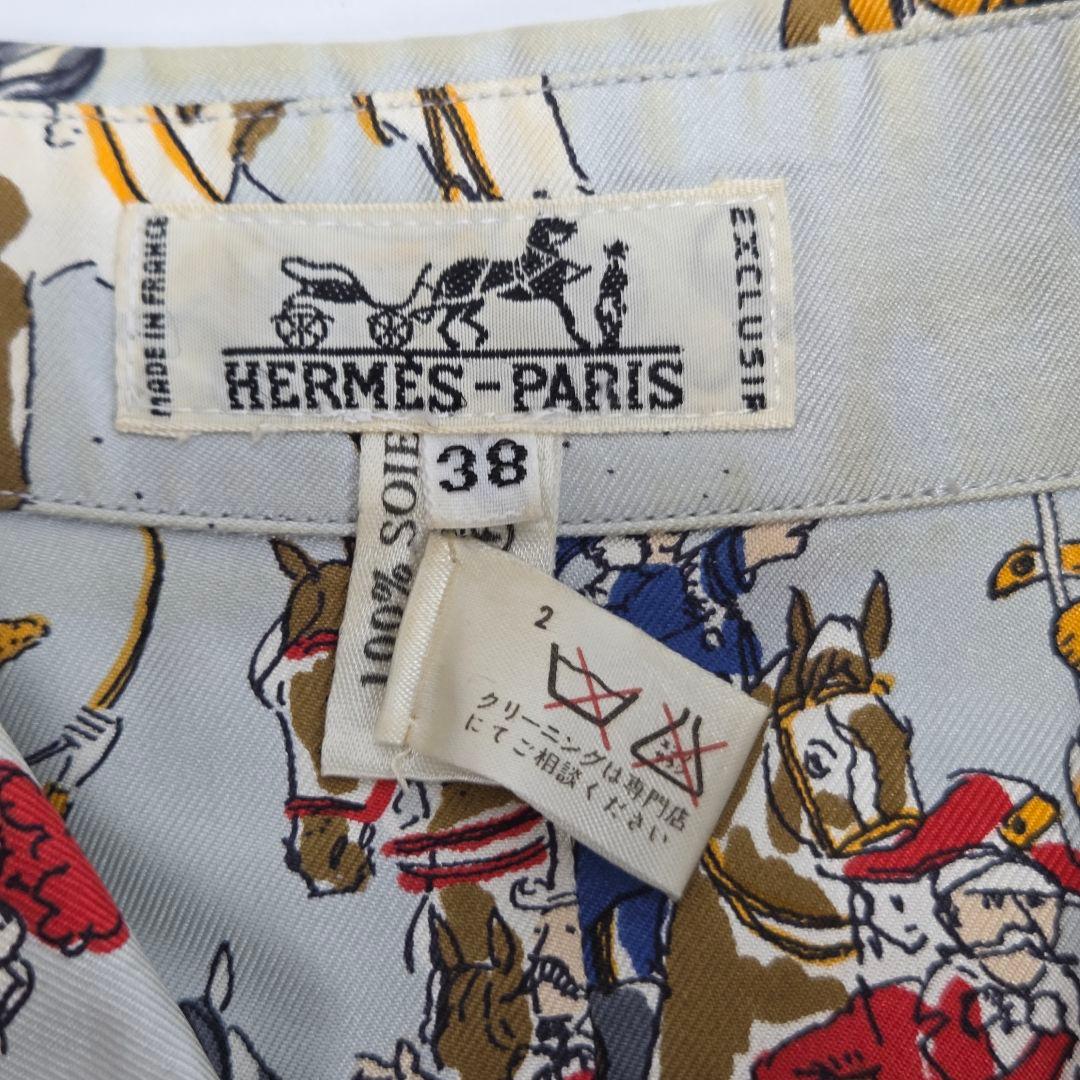 MADE IN FRANCE
HERMÈS-PARIS
EXCLUSIF
38
100% SOIE
2
クリーニングは専門店
にてご相談ください